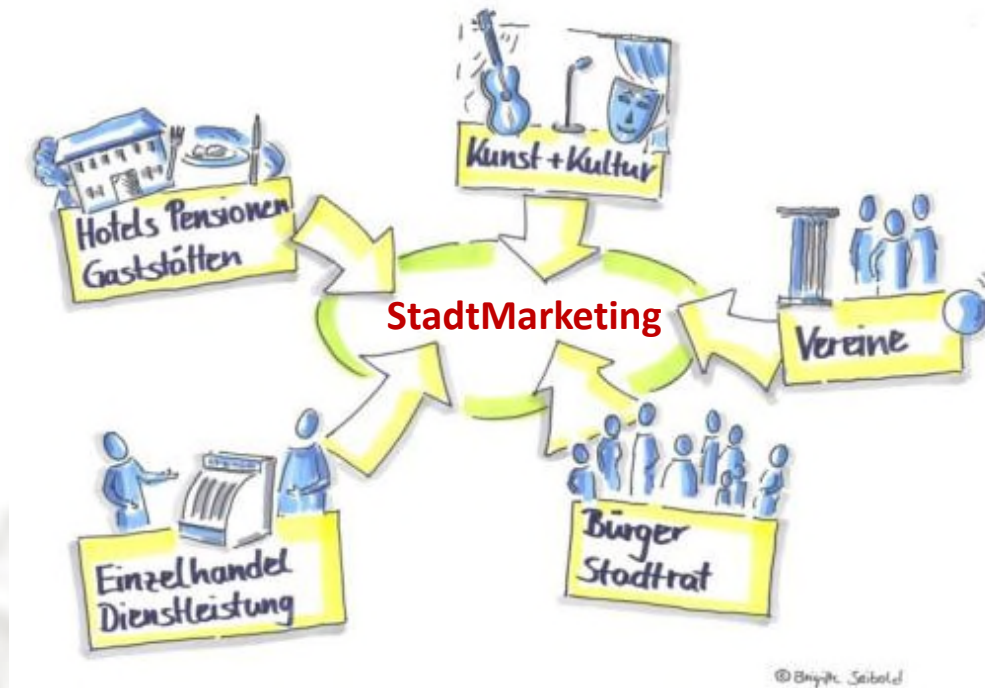 Kunst+Kultur
Hotels Pensionen
Gaststätten
StadtMarketing
Vereine
Bürger
Stadtrat
Einzelhandel
Dienstleistung
© Brigitte Seibold